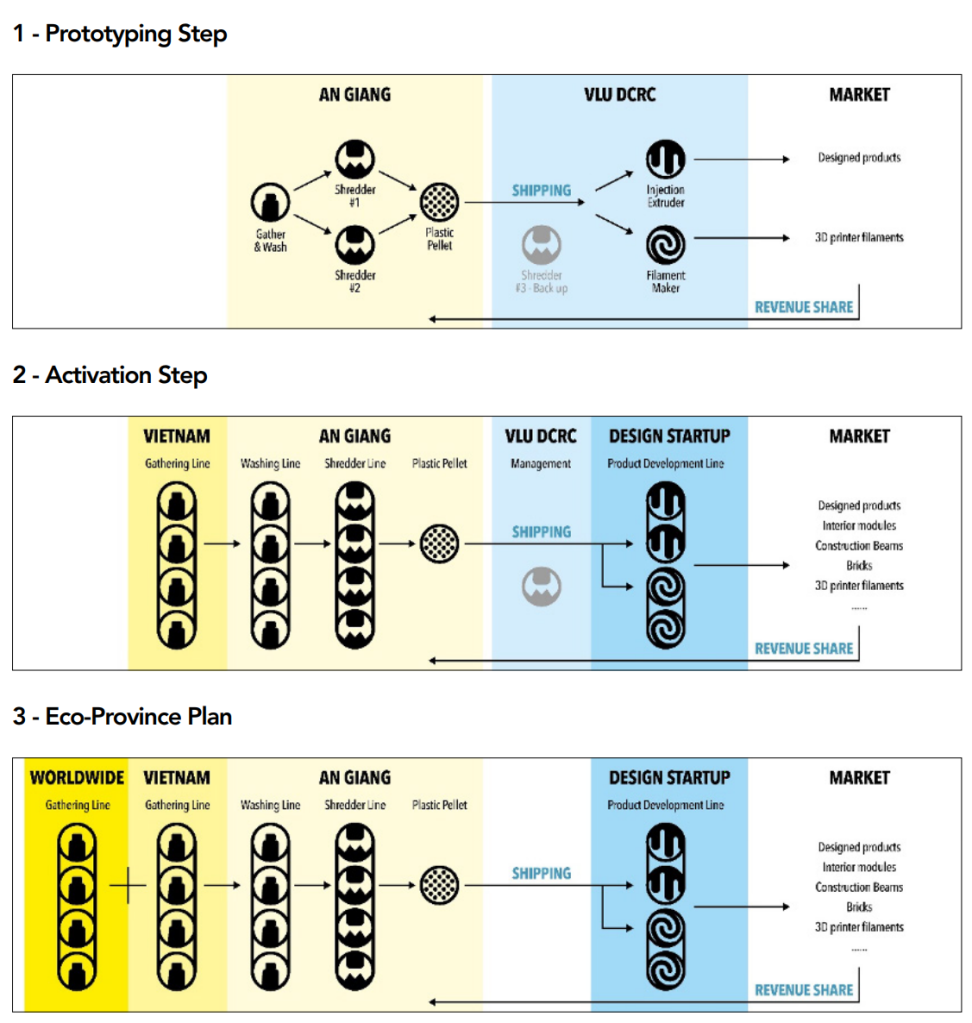 1 - Prototyping Step
AN GIANG
VLU DCRC
MARKET
Gather
& Wash
Shredder
#1
Shredder
#2
Plastic
Pellet
SHIPPING
Shredder
#3 - Back up
Injection
Extruder
Filament
Maker
Designed products
3D printer filaments
REVENUE SHARE
2 - Activation Step
VIETNAM
Gathering Line
AN GIANG
Washing Line
Shredder Line
Plastic Pellet
VLU DCRC
Management
SHIPPING
DESIGN STARTUP
Product Development Line
MARKET
Designed products
Interior modules
Construction Beams
Bricks
3D printer filaments
......
REVENUE SHARE
3 - Eco-Province Plan
WORLDWIDE
Gathering Line
VIETNAM
Gathering Line
AN GIANG
Washing Line
Shredder Line
Plastic Pellet
SHIPPING
DESIGN STARTUP
Product Development Line
MARKET
Designed products
Interior modules
Construction Beams
Bricks
3D printer filaments
......
REVENUE SHARE